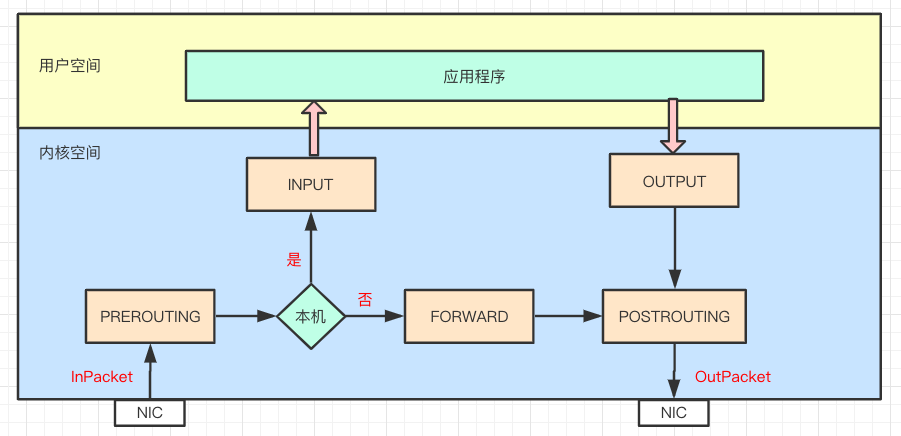 用户空间
应用程序
内核空间
INPUT
OUTPUT
是
否
PREROUTING
本机
FORWARD
POSTROUTING
InPacket
OutPacket
NIC
NIC